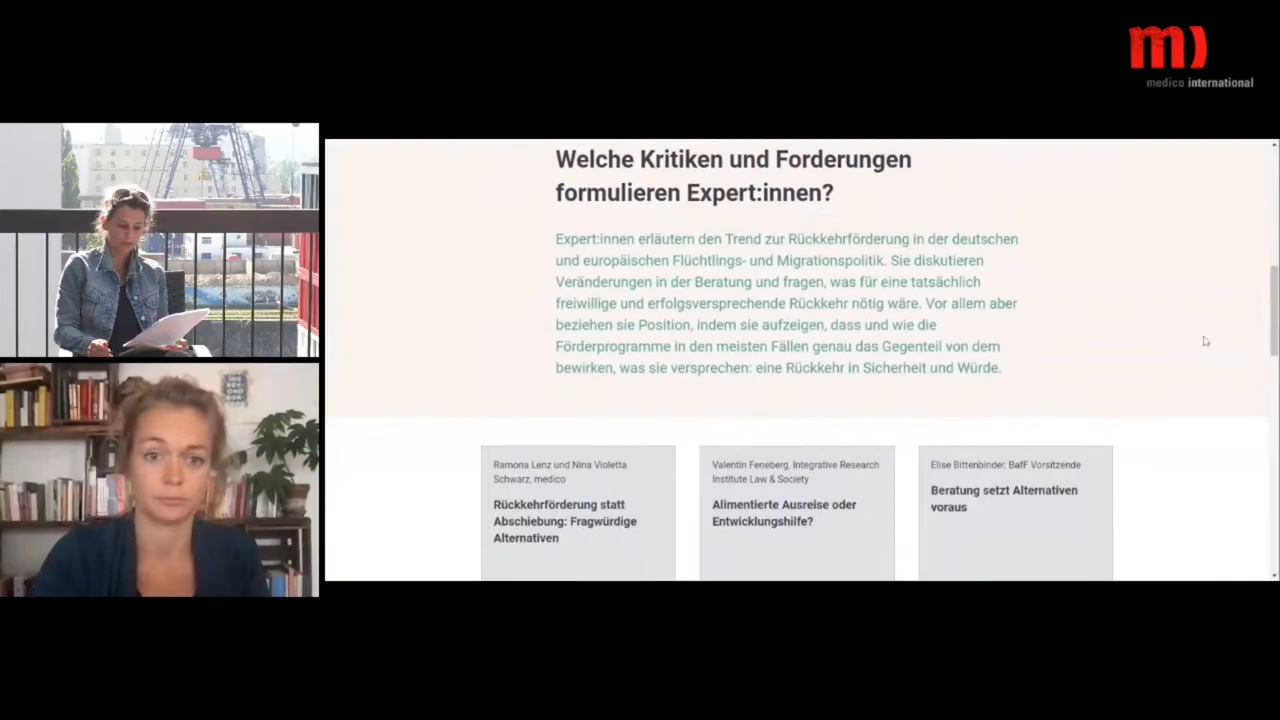 m)
medico international
Welche Kritiken und Forderungen
formulieren Expert:innen?
Expert:innen erläutern den Trend zur Rückkehrförderung in der deutschen
und europäischen Flüchtlings- und Migrationspolitik. Sie diskutieren
Veränderungen in der Beratung und fragen, was für eine tatsächlich
freiwillige und erfolgsversprechende Rückkehr nötig wäre. Vor allem aber
beziehen sie Position, indem sie aufzeigen, dass und wie die
Förderprogramme in den meisten Fällen genau das Gegenteil von dem
bewirken, was sie versprechen: eine Rückkehr in Sicherheit und Würde.
Ramona Lenz und Nina Violetta
Schwarz, medico
Rückkehrförderung statt
Abschiebung: Fragwürdige
Alternativen
Valentin Feneberg, Integrative Research
Institute Law & Society
Alimentierte Ausreise oder
Entwicklungshilfe?
Elise Bittenbinder, BafF Vorsitzende
Beratung setzt Alternativen
voraus